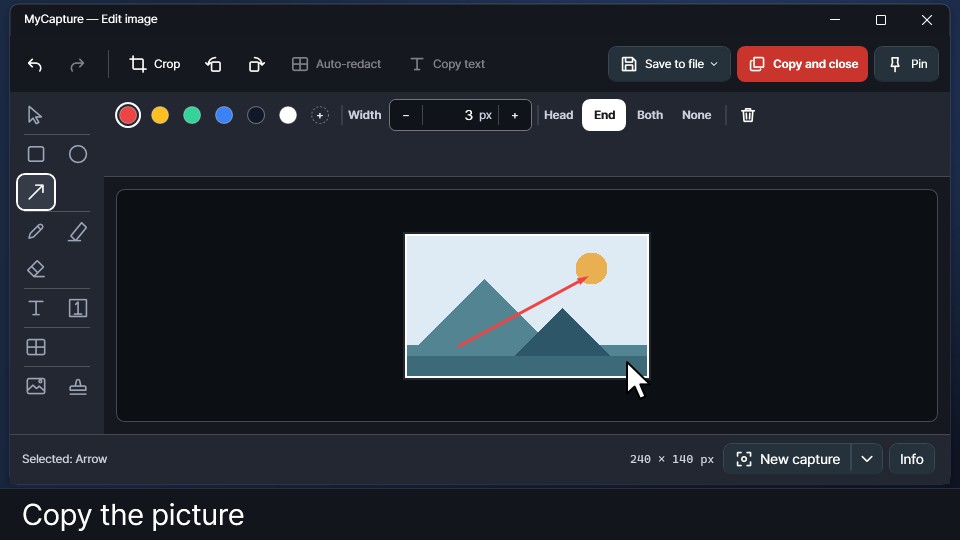 MyCapture — Edit image
Crop
Auto-redact
Copy text
Save to file
Copy and close
Pin
Width
− 3 px +
Head
End
Both
None
1
Selected: Arrow
240 × 140 px
New capture
Info
Copy the picture